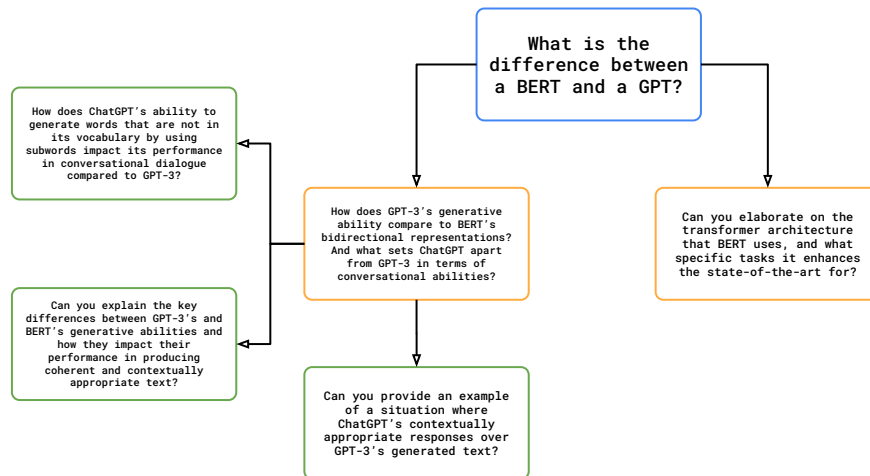 What is the
difference between
a BERT and a GPT?
How does ChatGPT's ability to
generate words that are not in
its vocabulary by using
subwords impact its performance
in conversational dialogue
compared to GPT-3?
How does GPT-3's generative
ability compare to BERT's
bidirectional representations?
And what sets ChatGPT apart
from GPT-3 in terms of
conversational abilities?
Can you elaborate on the
transformer architecture
that BERT uses, and what
specific tasks it enhances
the state-of-the-art for?
Can you explain the key
differences between GPT-3's and
BERT's generative abilities and
how they impact their
performance in producing
coherent and contextually
appropriate text?
Can you provide an example
of a situation where
ChatGPT's contextually
appropriate responses over
GPT-3's generated text?